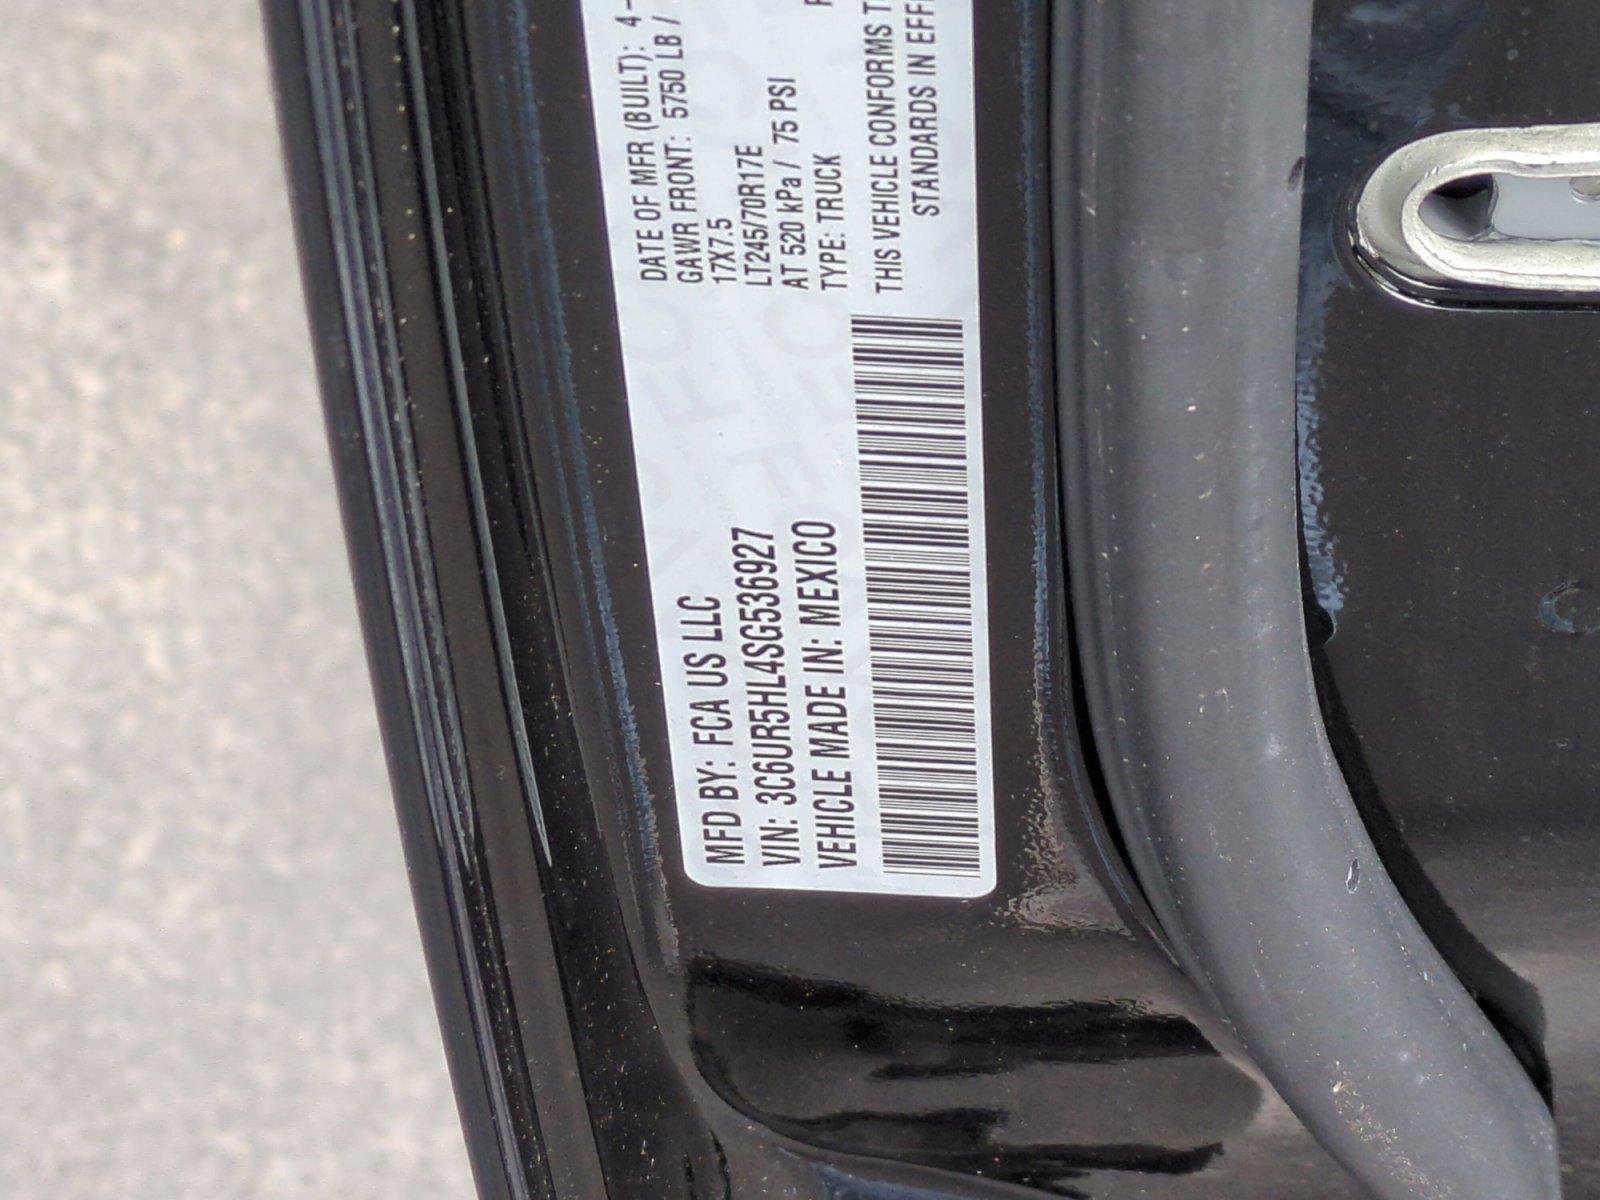 MFD BY: FCA US LLC
VIN: 3C6UR5HL4SG536927
VEHICLE MADE IN: MEXICO
DATE OF MFR (BUILT): 4-
GAWR FRONT: 5750 LB /
17X7.5
LT245/70R17E
AT 520 kPa / 75 PSI
TYPE: TRUCK
THIS VEHICLE CONFORMS
STANDARDS IN